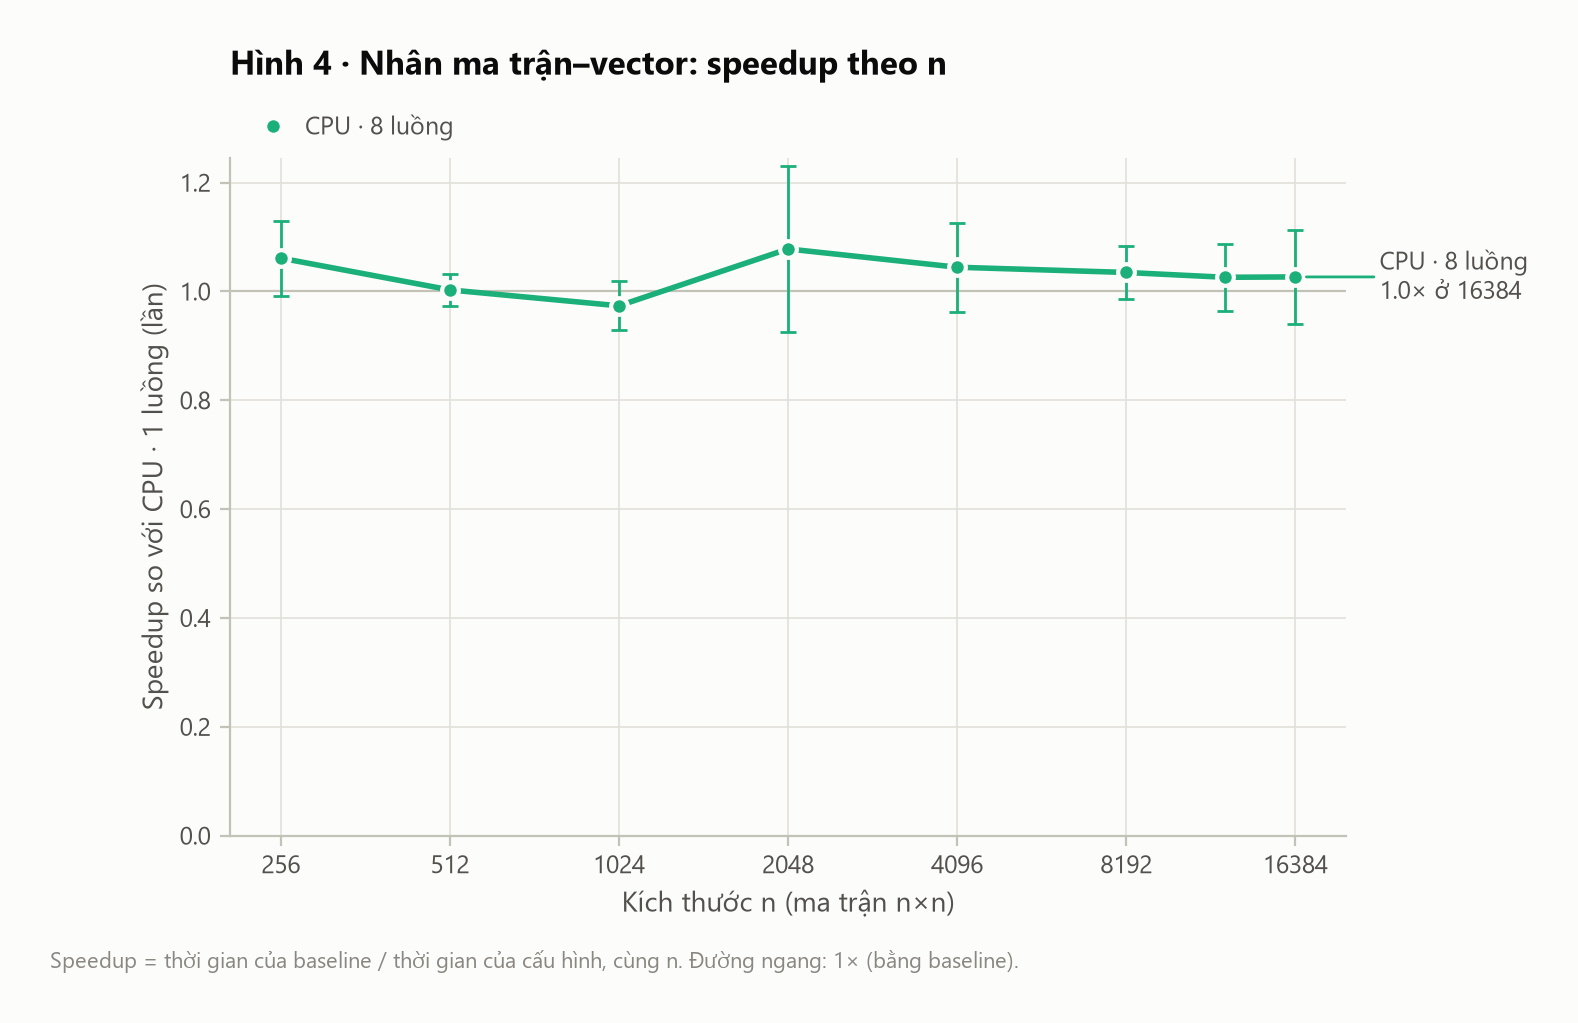 Hình 4 · Nhân ma trận–vector: speedup theo n
CPU · 8 luồng
Speedup so với CPU · 1 luồng (lần)
1.2
1.0
0.8
0.6
0.4
0.2
0.0
CPU · 8 luồng
1.0× ở 16384
256 512 1024 2048 4096 8192 16384
Kích thước n (ma trận n×n)
Speedup = thời gian của baseline / thời gian của cấu hình, cùng n. Đường ngang: 1× (bằng baseline).